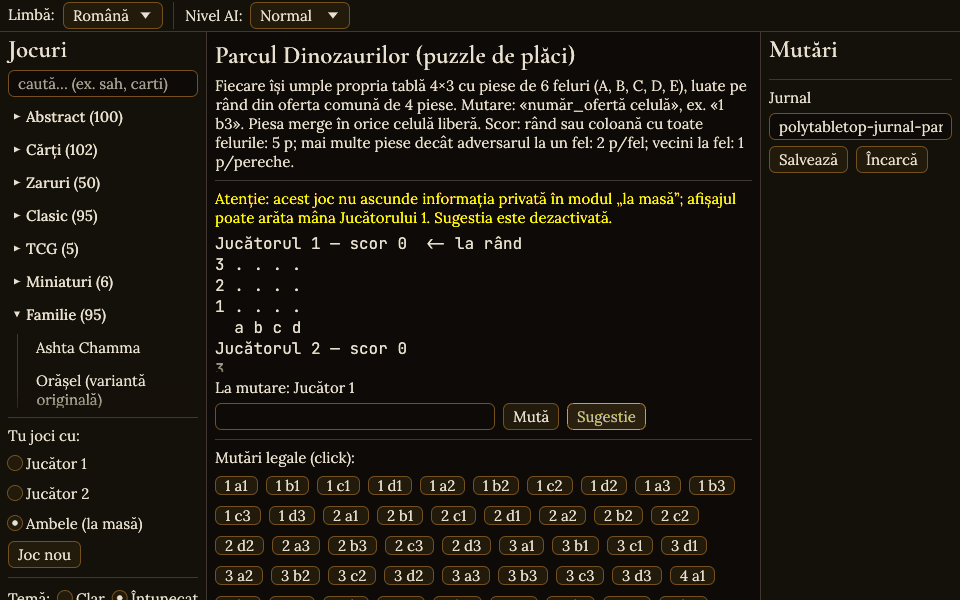 Limbă: Română ▼ Nivel AI: Normal ▼
Jocuri
caută... (ex. sah, carti)
▸ Abstract (100)
▸ Cărți (102)
▸ Zaruri (50)
▸ Clasic (95)
▸ TCG (5)
▸ Miniaturi (6)
▾ Familie (95)
Ashta Chamma
Orășel (variantă
originală)
Tu joci cu:
Jucător 1
Jucător 2
Ambele (la masă)
Joc nou
Temă: Clar Întunecat
Parcul Dinozaurilor (puzzle de plăci)
Fiecare își umple propria tablă 4×3 cu piese de 6 feluri (A, B, C, D, E), luate pe
rând din oferta comună de 4 piese. Mutare: «număr_ofertă celulă», ex. «1
b3». Piesa merge în orice celulă liberă. Scor: rând sau coloană cu toate
felurile: 5 p; mai multe piese decât adversarul la un fel: 2 p/fel; vecini la fel: 1
p/pereche.
Atenție: acest joc nu ascunde informația privată în modul „la masă”; afișajul
poate arăta mâna Jucătorului 1. Sugestia este dezactivată.
Jucătorul 1 — scor 0 ← la rând
3 . . . .
2 . . . .
1 . . . .
a b c d
Jucătorul 2 — scor 0
3
La mutare: Jucător 1
Mută Sugestie
Mutări legale (click):
1 a1 1 b1 1 c1 1 d1 1 a2 1 b2 1 c2 1 d2 1 a3 1 b3
1 c3 1 d3 2 a1 2 b1 2 c1 2 d1 2 a2 2 b2 2 c2
2 d2 2 a3 2 b3 2 c3 2 d3 3 a1 3 b1 3 c1 3 d1
3 a2 3 b2 3 c2 3 d2 3 a3 3 b3 3 c3 3 d3 4 a1
Mutări
Jurnal
polytabletop-jurnal-par
Salvează Încarcă